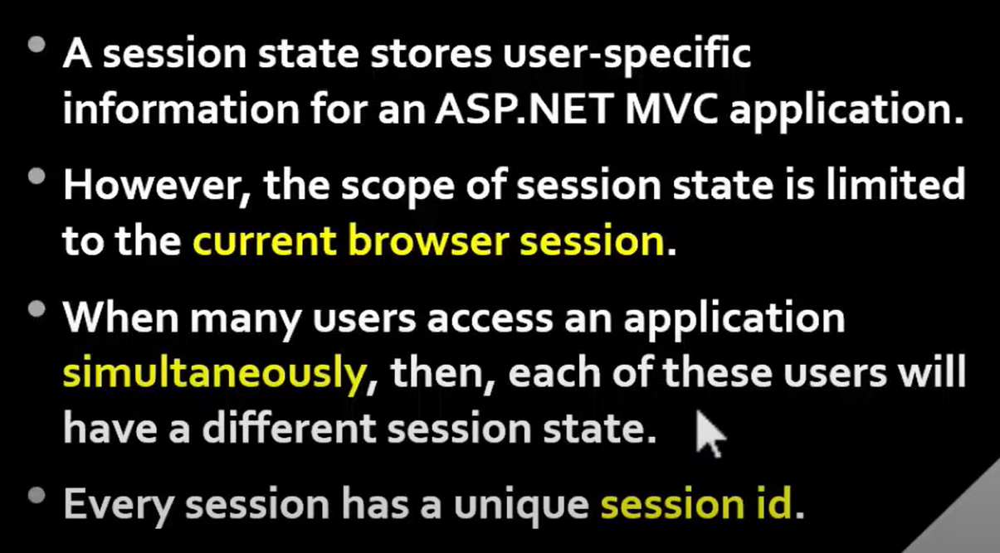 • A session state stores user-specific
information for an ASP.NET MVC application.
• However, the scope of session state is limited
to the current browser session.
• When many users access an application
simultaneously, then, each of these users will
have a different session state.
• Every session has a unique session id.